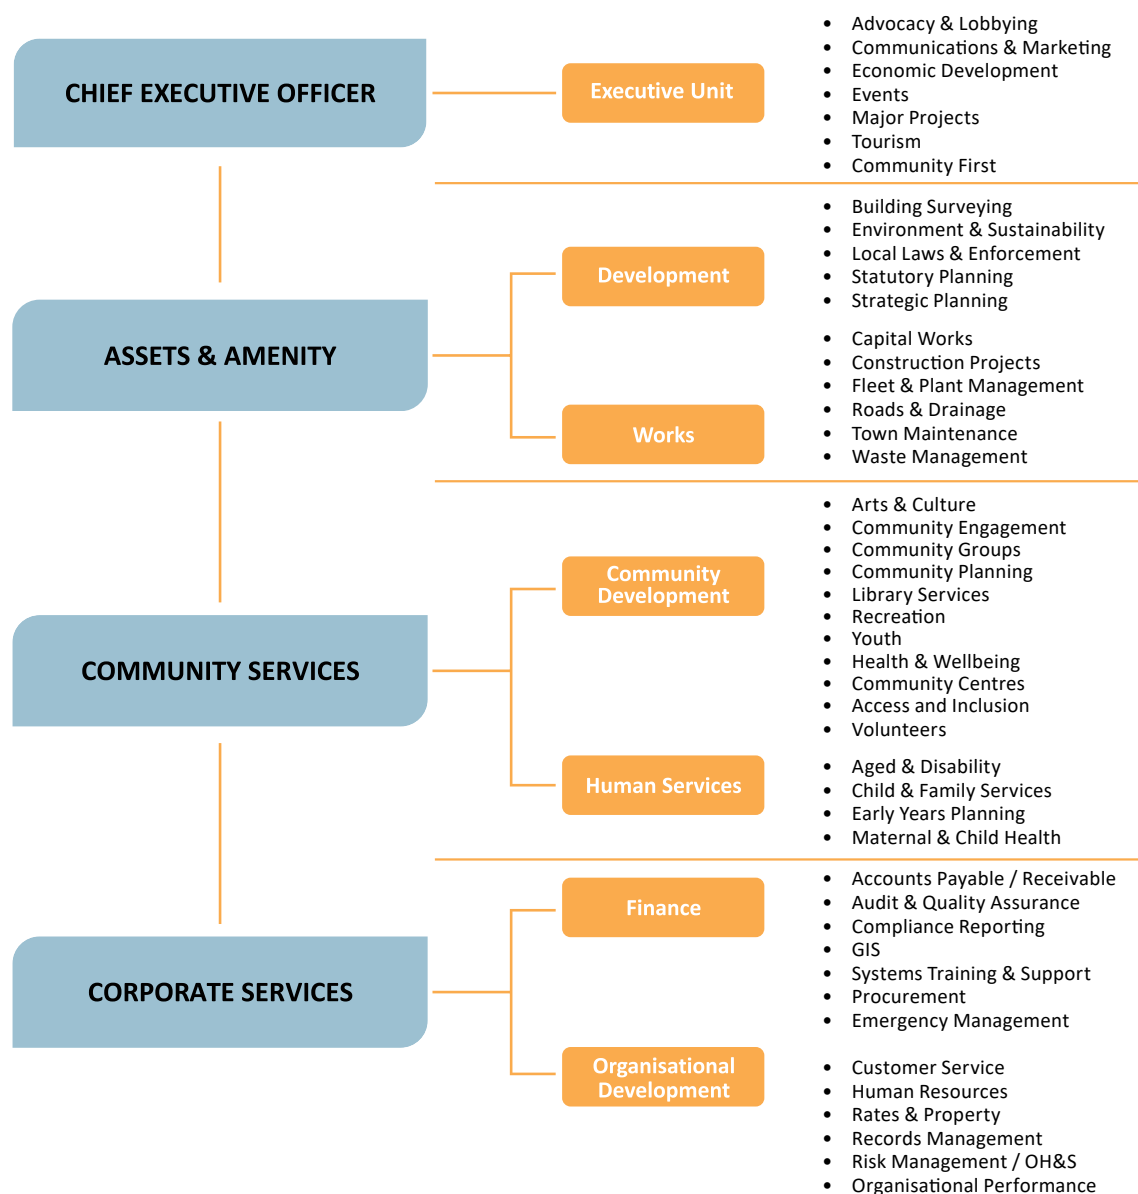 CHIEF EXECUTIVE OFFICER
Executive Unit
• Advocacy & Lobbying
• Communications & Marketing
• Economic Development
• Events
• Major Projects
• Tourism
• Community First
ASSETS & AMENITY
Development
• Building Surveying
• Environment & Sustainability
• Local Laws & Enforcement
• Statutory Planning
• Strategic Planning
Works
• Capital Works
• Construction Projects
• Fleet & Plant Management
• Roads & Drainage
• Town Maintenance
• Waste Management
COMMUNITY SERVICES
Community
Development
• Arts & Culture
• Community Engagement
• Community Groups
• Community Planning
• Library Services
• Recreation
• Youth
• Health & Wellbeing
• Community Centres
• Access and Inclusion
• Volunteers
Human Services
• Aged & Disability
• Child & Family Services
• Early Years Planning
• Maternal & Child Health
CORPORATE SERVICES
Finance
• Accounts Payable / Receivable
• Audit & Quality Assurance
• Compliance Reporting
• GIS
• Systems Training & Support
• Procurement
• Emergency Management
Organisational
Development
• Customer Service
• Human Resources
• Rates & Property
• Records Management
• Risk Management / OH&S
• Organisational Performance